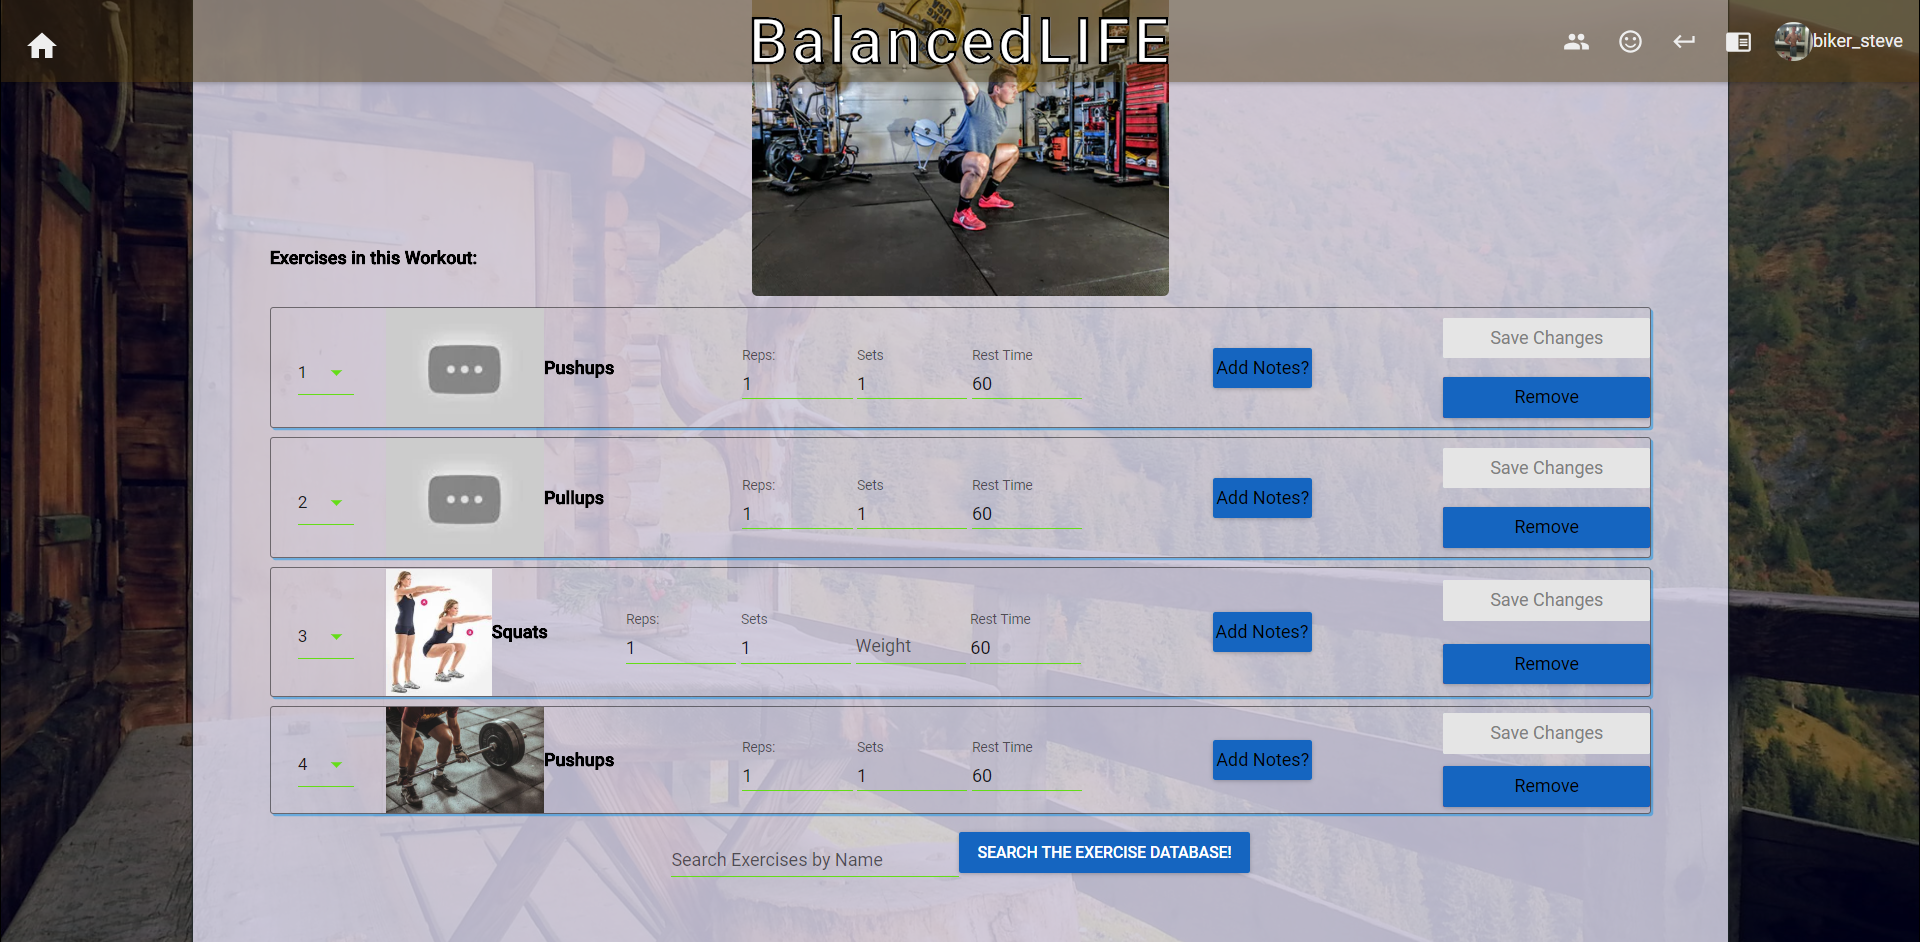 BalancedLIFE
biker_steve
Exercises in this Workout:
1
Pushups
Reps:
1
Sets
1
Rest Time
60
Add Notes?
Save Changes
Remove
2
Pullups
Reps:
1
Sets
1
Rest Time
60
Add Notes?
Save Changes
Remove
3
Squats
Reps:
1
Sets
1
Weight
Rest Time
60
Add Notes?
Save Changes
Remove
4
Pushups
Reps:
1
Sets
1
Rest Time
60
Add Notes?
Save Changes
Remove
Search Exercises by Name
SEARCH THE EXERCISE DATABASE!